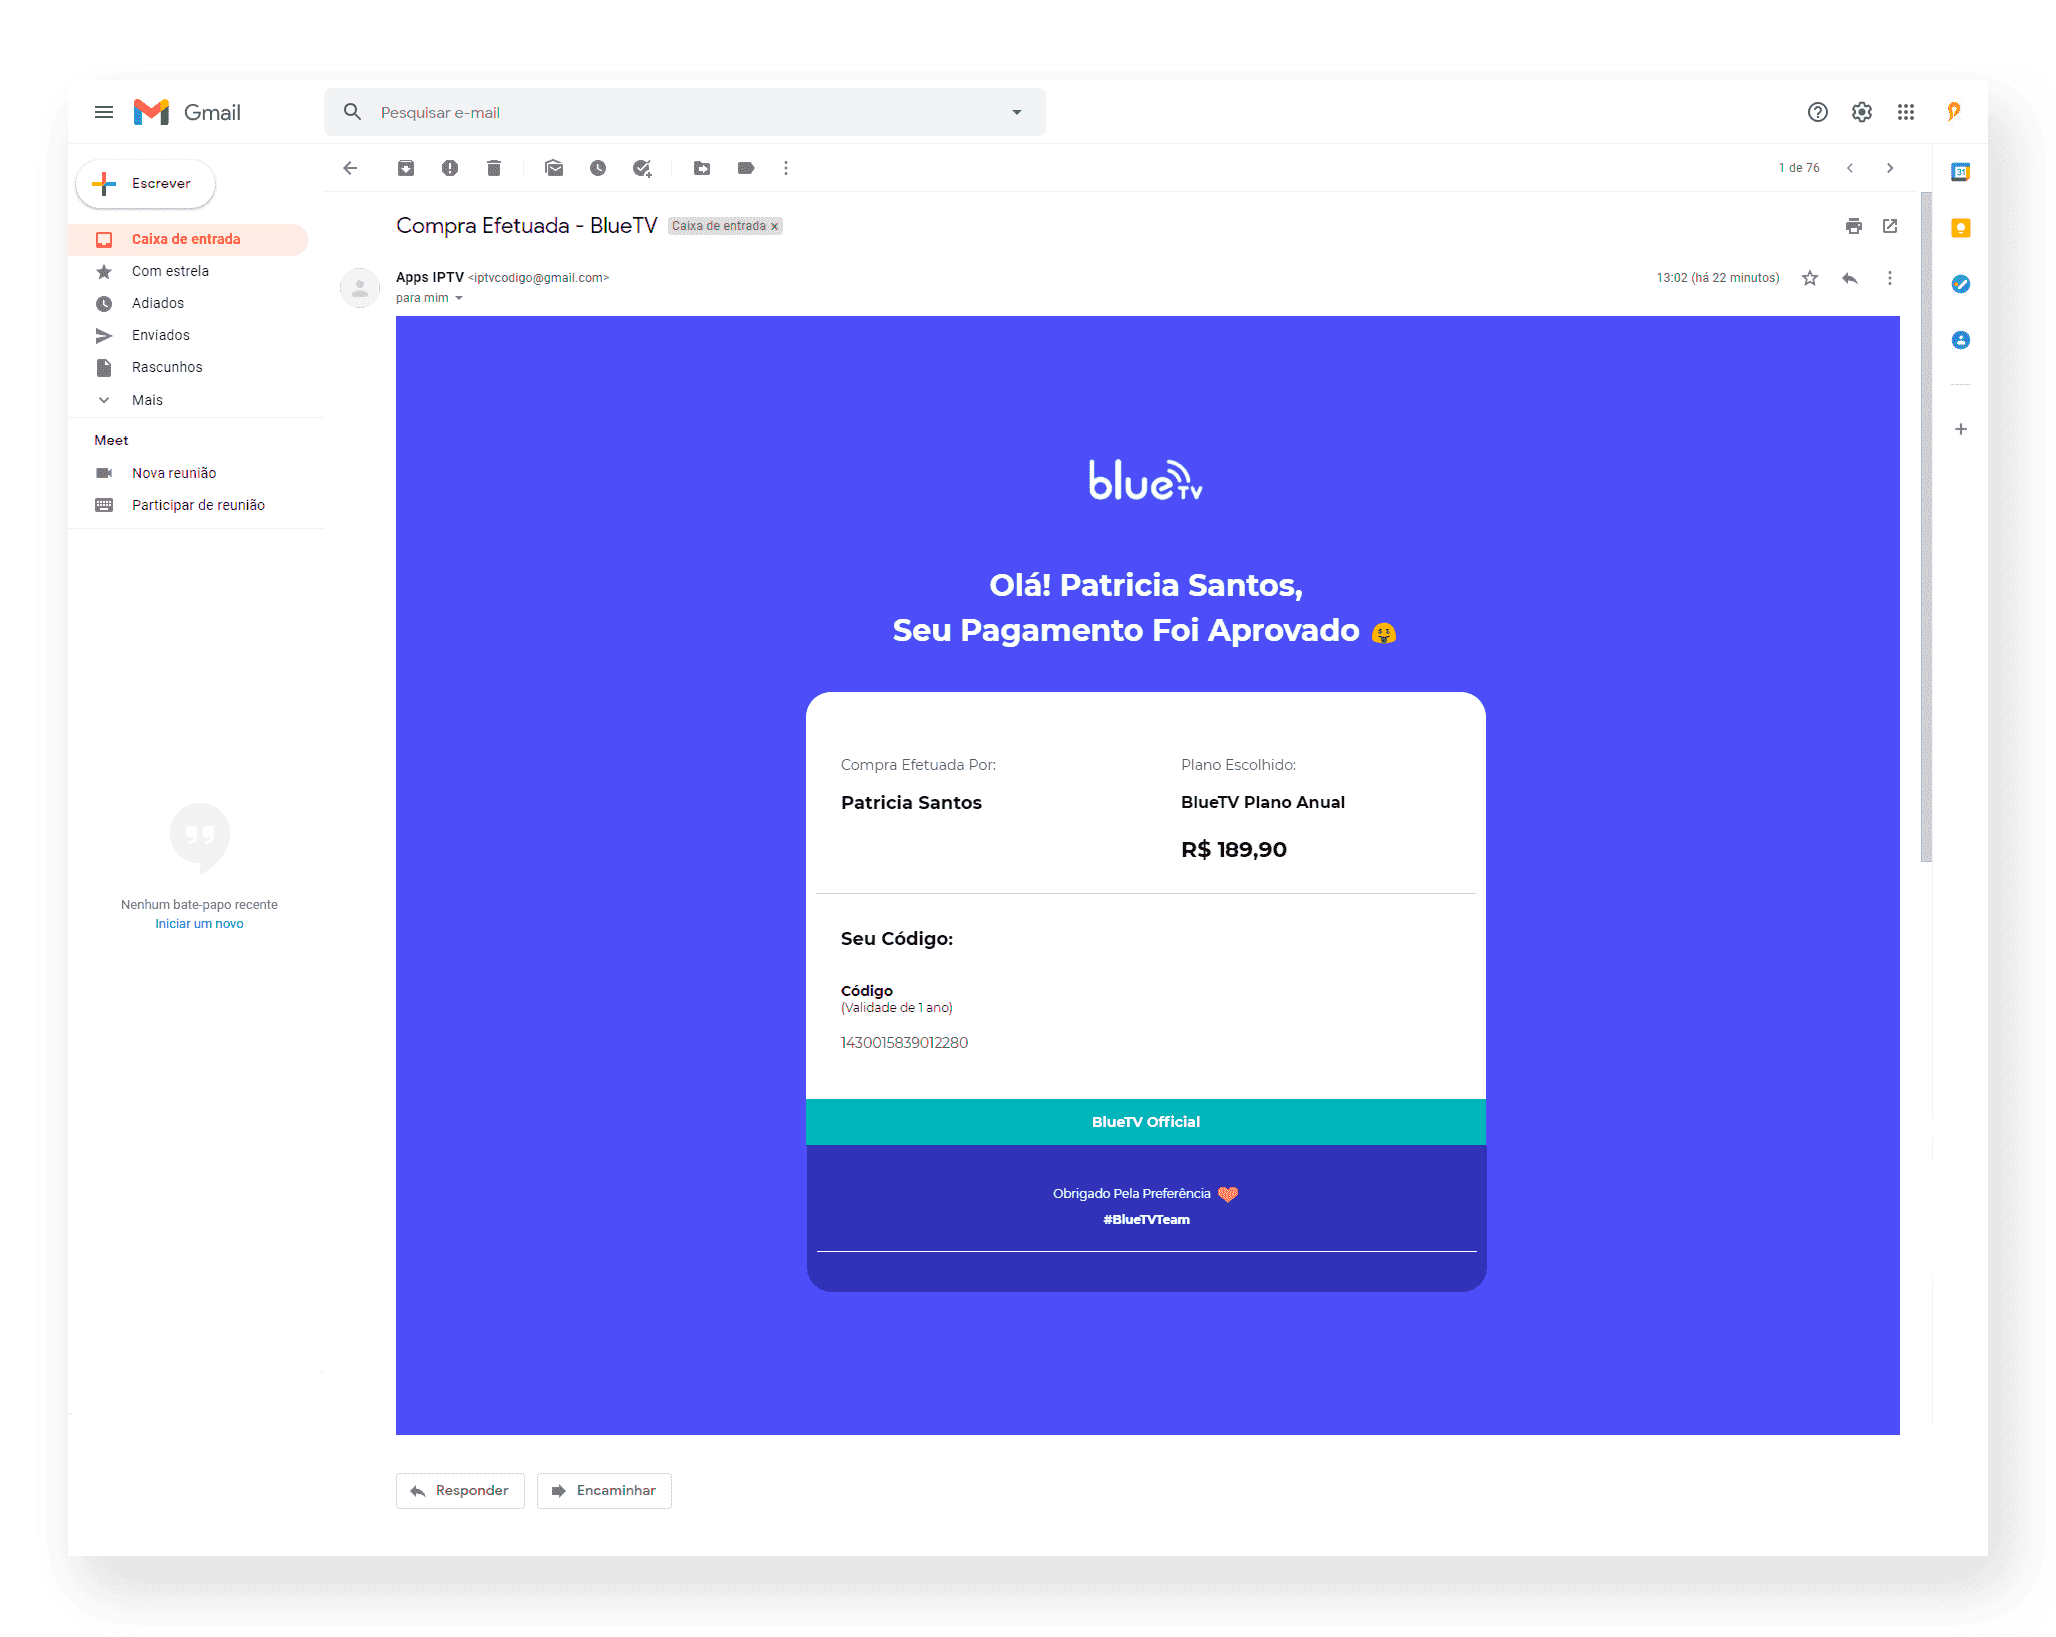 Gmail
Pesquisar e-mail
Escrever
1 de 76
Caixa de entrada
Com estrela
Adiados
Enviados
Rascunhos
Mais
Meet
Nova reunião
Participar de reunião
Nenhum bate-papo recente
Iniciar um novo
Compra Efetuada - BlueTV Caixa de entrada x
Apps IPTV <iptvcodigo@gmail.com>
13:02 (há 22 minutos)
para mim
31
blueTV
Olá! Patricia Santos,
Seu Pagamento Foi Aprovado
Compra Efetuada Por:
Patricia Santos
Plano Escolhido:
BlueTV Plano Anual
R$ 189,90
Seu Código:
Código
(Validade de 1 ano)
1430015839012280
BlueTV Official
Obrigado Pela Preferência
#BlueTVTeam
Responder
Encaminhar